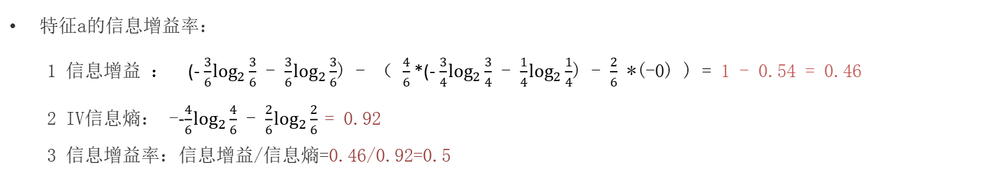 • 特征a的信息增益率：
1 信息增益 ： (-3/6log₂3/6 - 3/6log₂3/6) - ( 4/6*(-3/4log₂3/4 - 1/4log₂1/4) - 2/6 *(-0) ) = 1 - 0.54 = 0.46
2 IV信息熵： --4/6log₂4/6 - 2/6log₂2/6 = 0.92
3 信息增益率：信息增益/信息熵=0.46/0.92=0.5